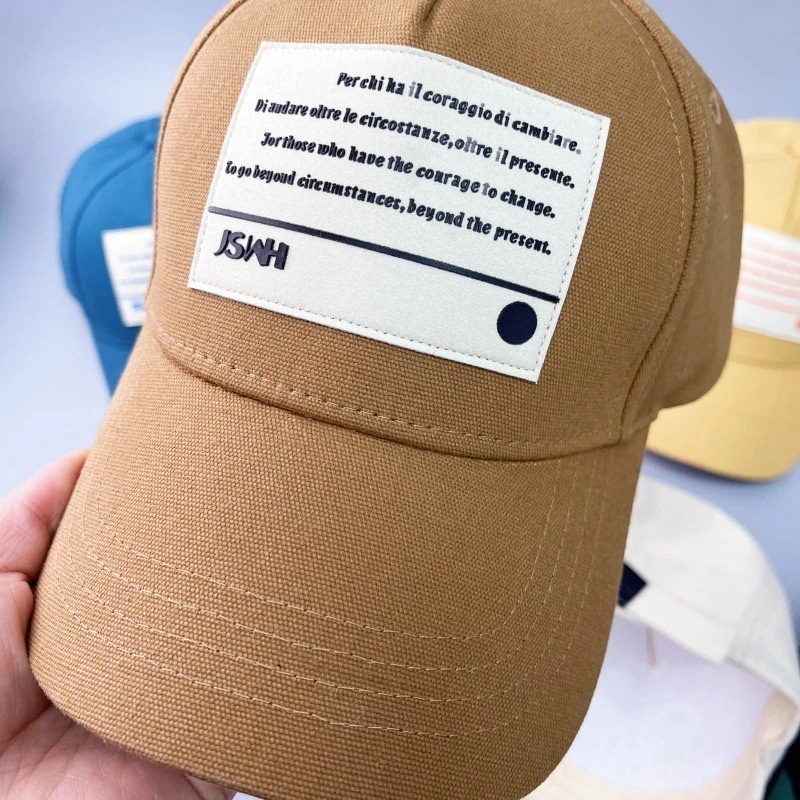 Per chi ha il coraggio di cambiare.
Di andare oltre le circostanze, oltre il presente.
For those who have the courage to change.
To go beyond circumstances, beyond the present.
JSWH